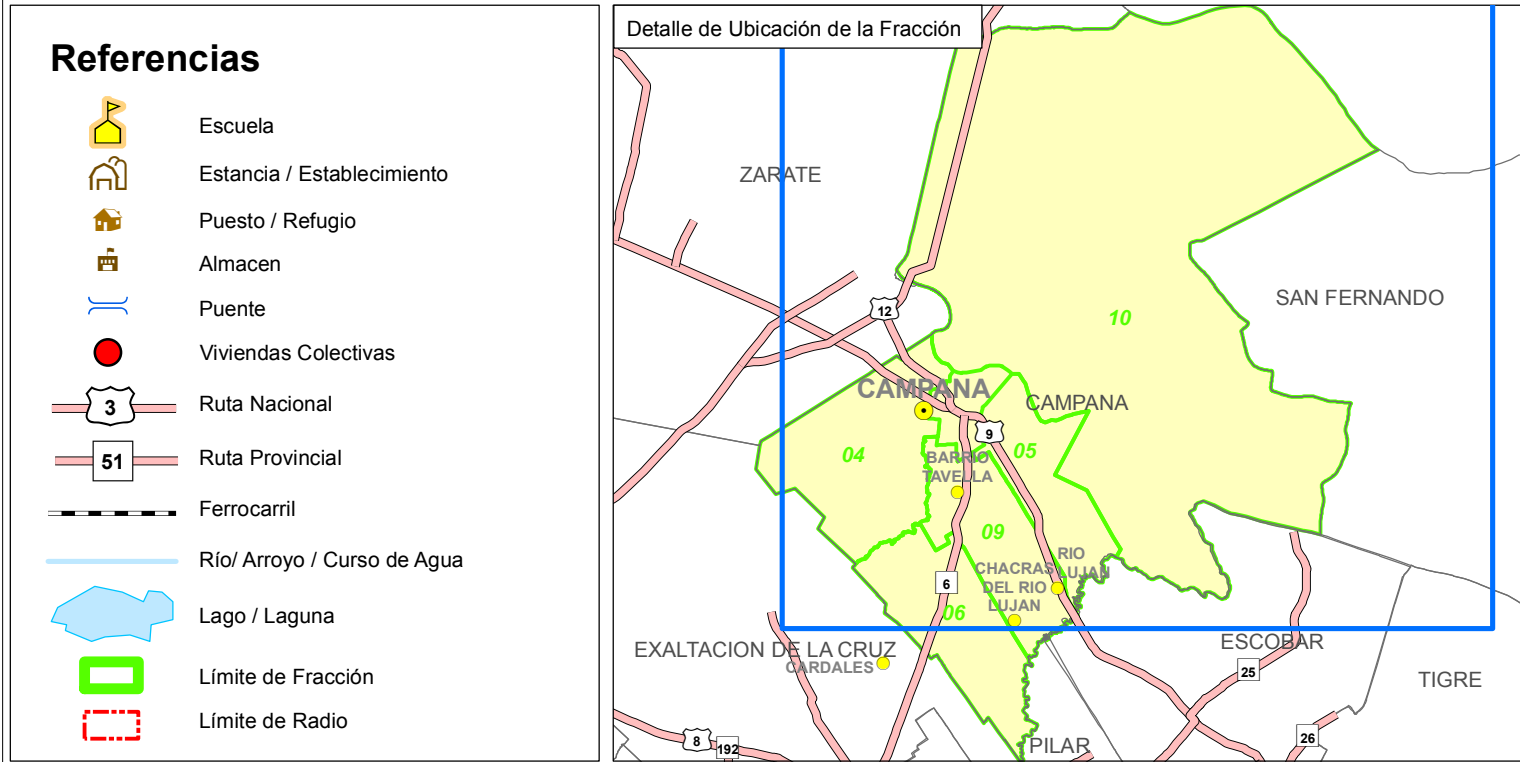 Referencias
Escuela
Estancia / Establecimiento
Puesto / Refugio
Almacen
Puente
Viviendas Colectivas
3
Ruta Nacional
51
Ruta Provincial
Ferrocarril
Río/ Arroyo / Curso de Agua
Lago / Laguna
Límite de Fracción
Límite de Radio
Detalle de Ubicación de la Fracción
ZARATE
SAN FERNANDO
12
10
CAMPANA
CAMPANA
9
04
05
BARRIO
TAVELLA
09
RIO
LUJAN
CHACRAS
DEL RIO
LUJAN
6
06
EXALTACION DE LA CRUZ
CARDALES
ESCOBAR
25
TIGRE
26
8
192
PILAR